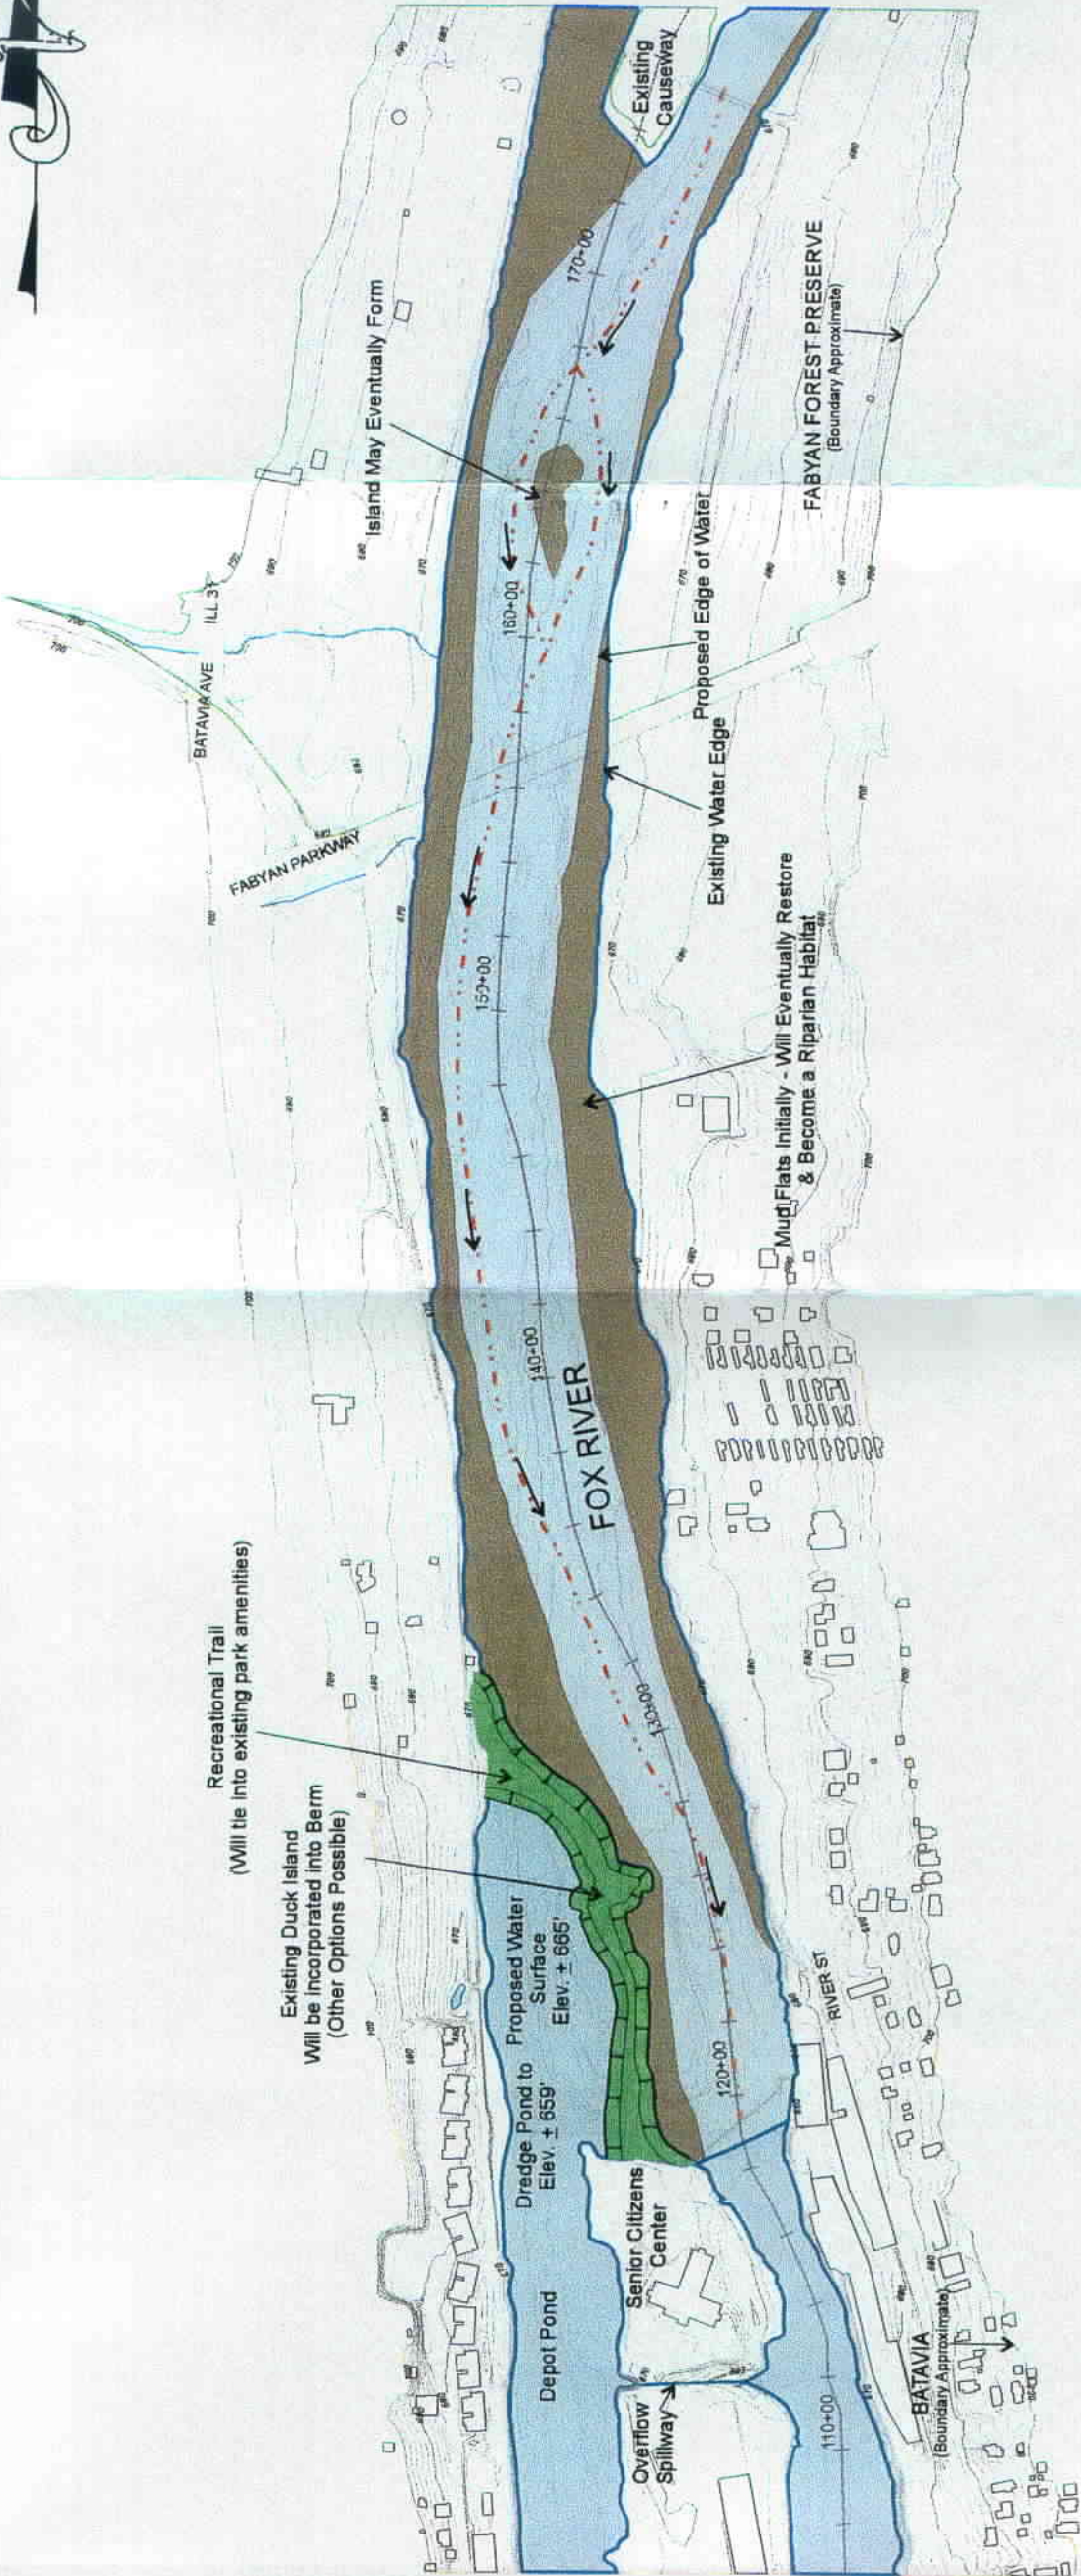 Existing
Causeway
170+00
Island May Eventually Form
FABYAN FOREST PRESERVE
(Boundary Approximate)
160+00
Proposed Edge of Water
Existing Water Edge
BATAVIA AVE
ILL 31
FABYAN PARKWAY
150+00
Mud Flats Initially - Will Eventually Restore
& Become a Riparian Habitat
140+00
FOX RIVER
Recreational Trail
(Will tie into existing park amenities)
130+00
Existing Duck Island
Will be Incorporated into Berm
(Other Options Possible)
Proposed Water
Surface
Elev. ± 665'
Dredge Pond to
Elev. ± 659'
120+00
RIVER ST
Senior Citizens
Center
Depot Pond
Overflow
Spillway
110+00
BATAVIA
(Boundary Approximate)